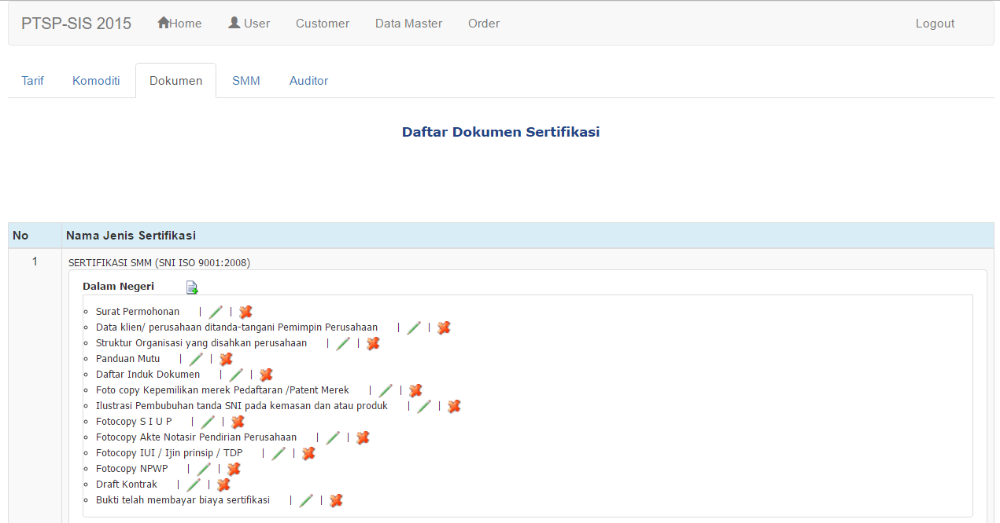 PTSP-SIS 2015 Home User Customer Data Master Order Logout
Tarif Komoditi Dokumen SMM Auditor
Daftar Dokumen Sertifikasi
No Nama Jenis Sertifikasi
1 SERTIFIKASI SMM (SNI ISO 9001:2008)
Dalam Negeri
Surat Permohonan | |
Data klien/ perusahaan ditanda-tangani Pemimpin Perusahaan | |
Struktur Organisasi yang disahkan perusahaan | |
Panduan Mutu | |
Daftar Induk Dokumen | |
Foto copy Kepemilikan merek Pedaftaran /Patent Merek | |
Ilustrasi Pembubuhan tanda SNI pada kemasan dan atau produk | |
Fotocopy S I U P | |
Fotocopy Akte Notasir Pendirian Perusahaan | |
Fotocopy IUI / Ijin prinsip / TDP | |
Fotocopy NPWP | |
Draft Kontrak | |
Bukti telah membayar biaya sertifikasi | |